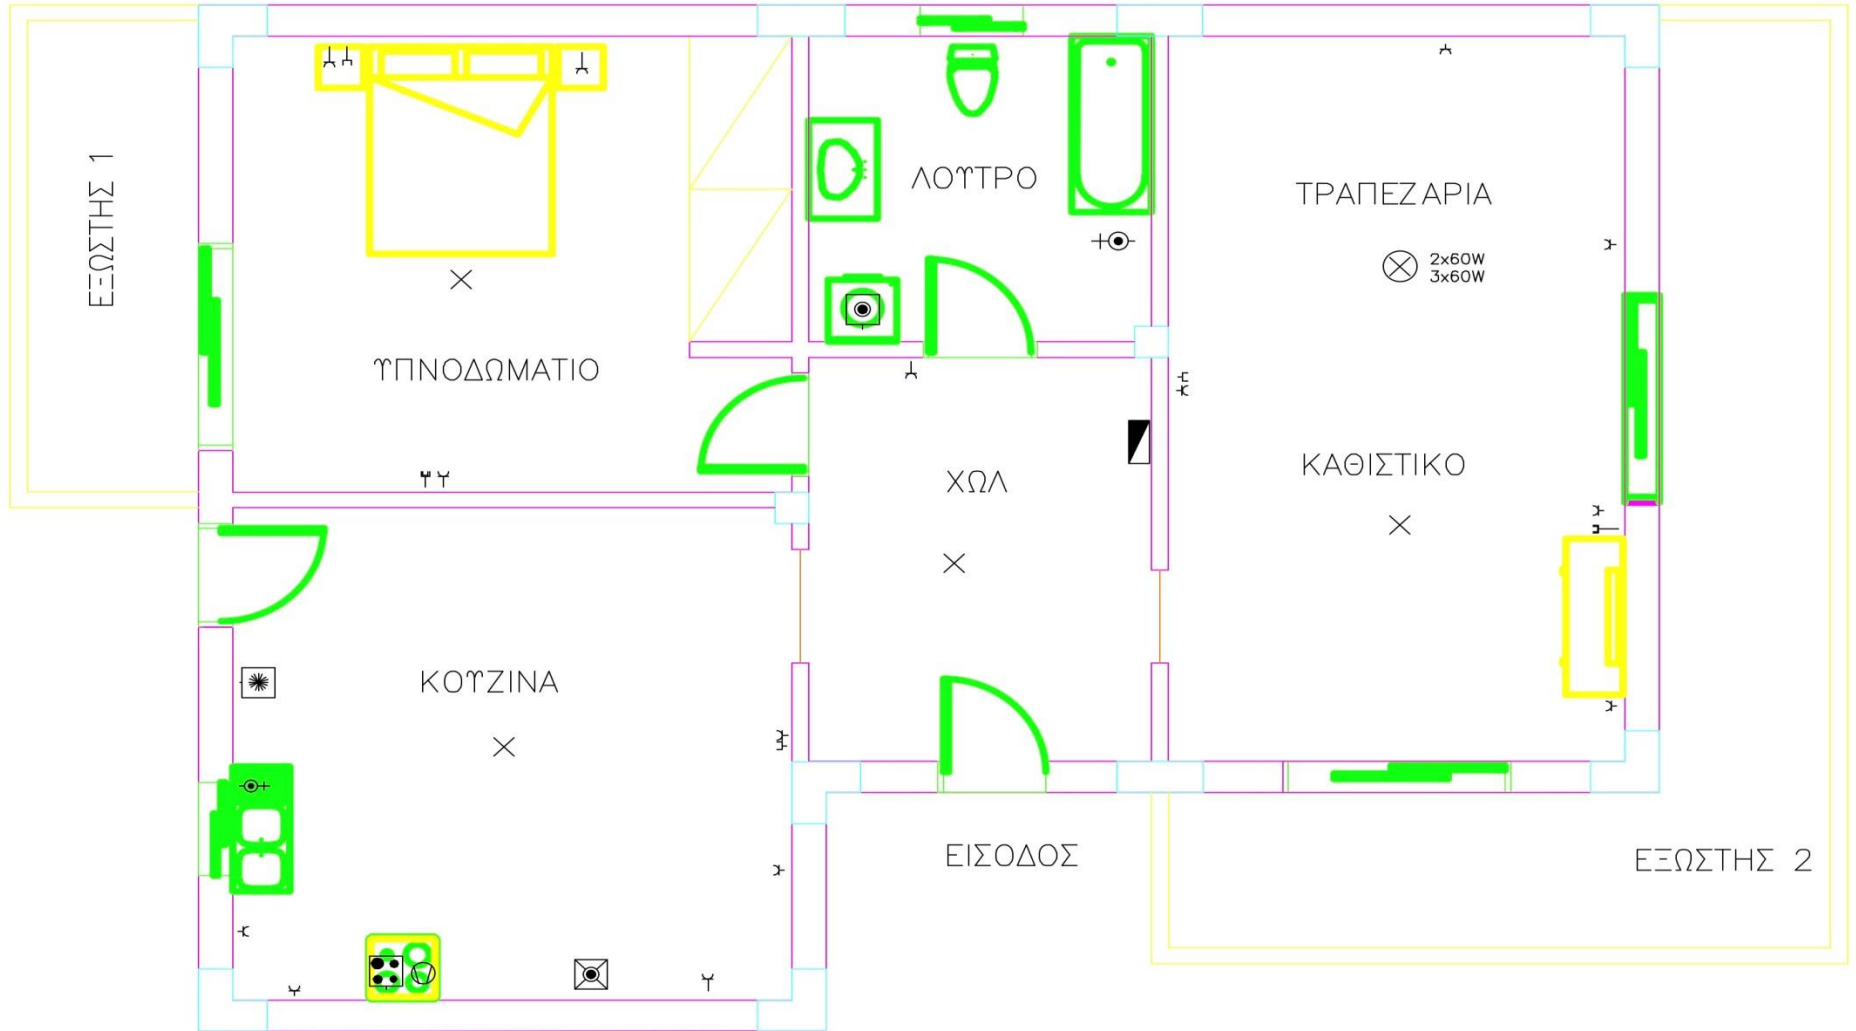 ΕΞΩΣΤΗΣ 1
ΛΟΥΤΡΟ
ΤΡΑΠΕΖΑΡΙΑ
2x60W
3x60W
ΥΠΝΟΔΩΜΑΤΙΟ
ΚΑΘΙΣΤΙΚΟ
ΧΩΛ
ΚΟΥΖΙΝΑ
ΕΙΣΟΔΟΣ
ΕΞΩΣΤΗΣ 2